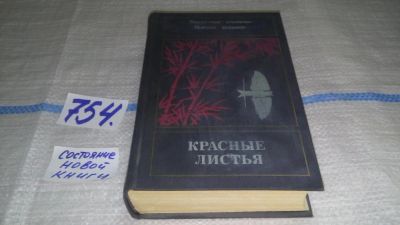 754.
СОСТОЯНИЕ
НОВОЙ
КНИГИ
КРАСНЫЕ
ЛИСТЬЯ